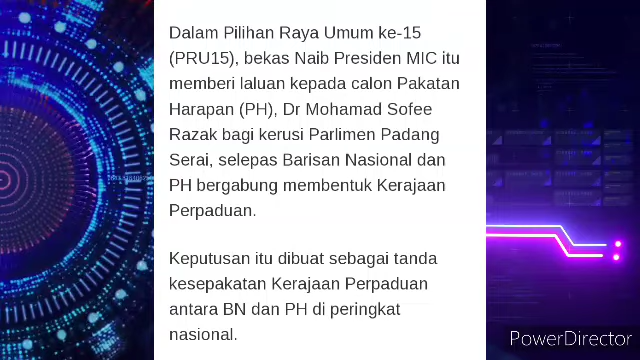 Dalam Pilihan Raya Umum ke-15
(PRU15), bekas Naib Presiden MIC itu
memberi laluan kepada calon Pakatan
Harapan (PH), Dr Mohamad Sofee
Razak bagi kerusi Parlimen Padang
Serai, selepas Barisan Nasional dan
PH bergabung membentuk Kerajaan
Perpaduan.
Keputusan itu dibuat sebagai tanda
kesepakatan Kerajaan Perpaduan
antara BN dan PH di peringkat
nasional.
PowerDirector